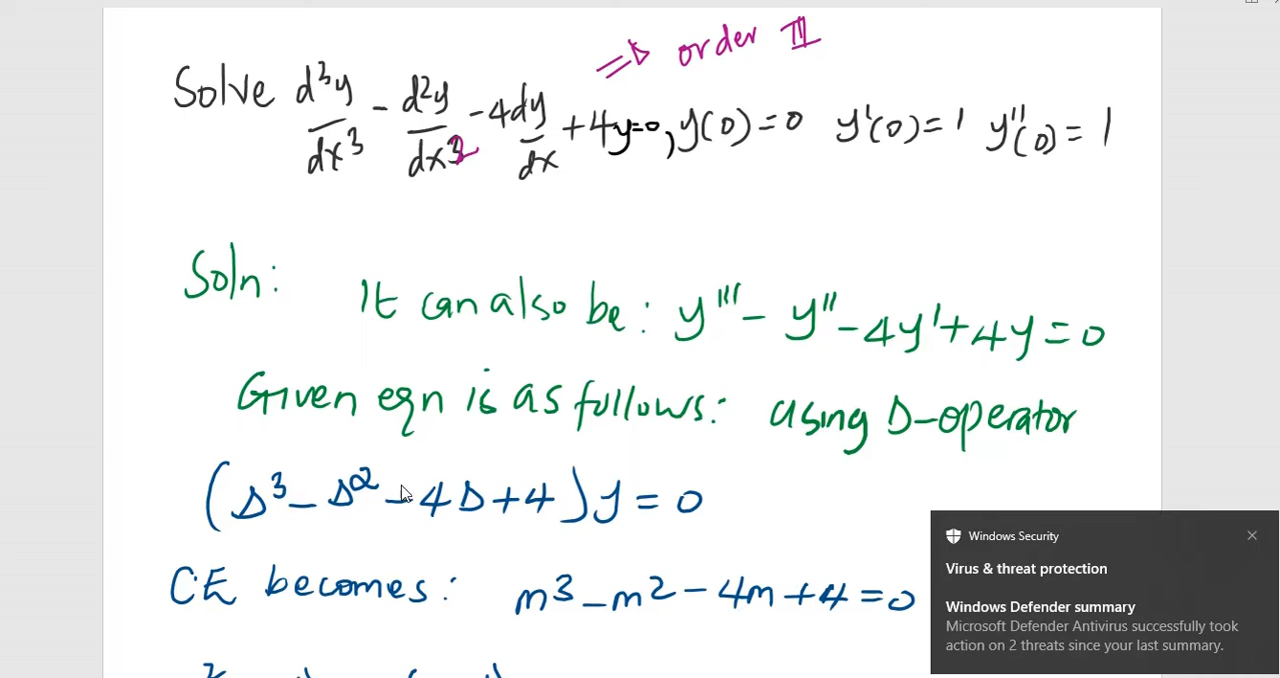 => order III
Solve d³y/dx³ - d²y/dx2 - 4dy/dx + 4y=0, y(0) = 0 y'(0) = 1 y''(0) = 1
Soln: It can also be: y''' - y'' - 4y' + 4y = 0
Given eqn is as follows: using D-operator
(D³ - D² - 4D + 4)y = 0
CE becomes: m³ - m² - 4m + 4 = 0
Windows Security
Virus & threat protection
Windows Defender summary
Microsoft Defender Antivirus successfully took
action on 2 threats since your last summary.